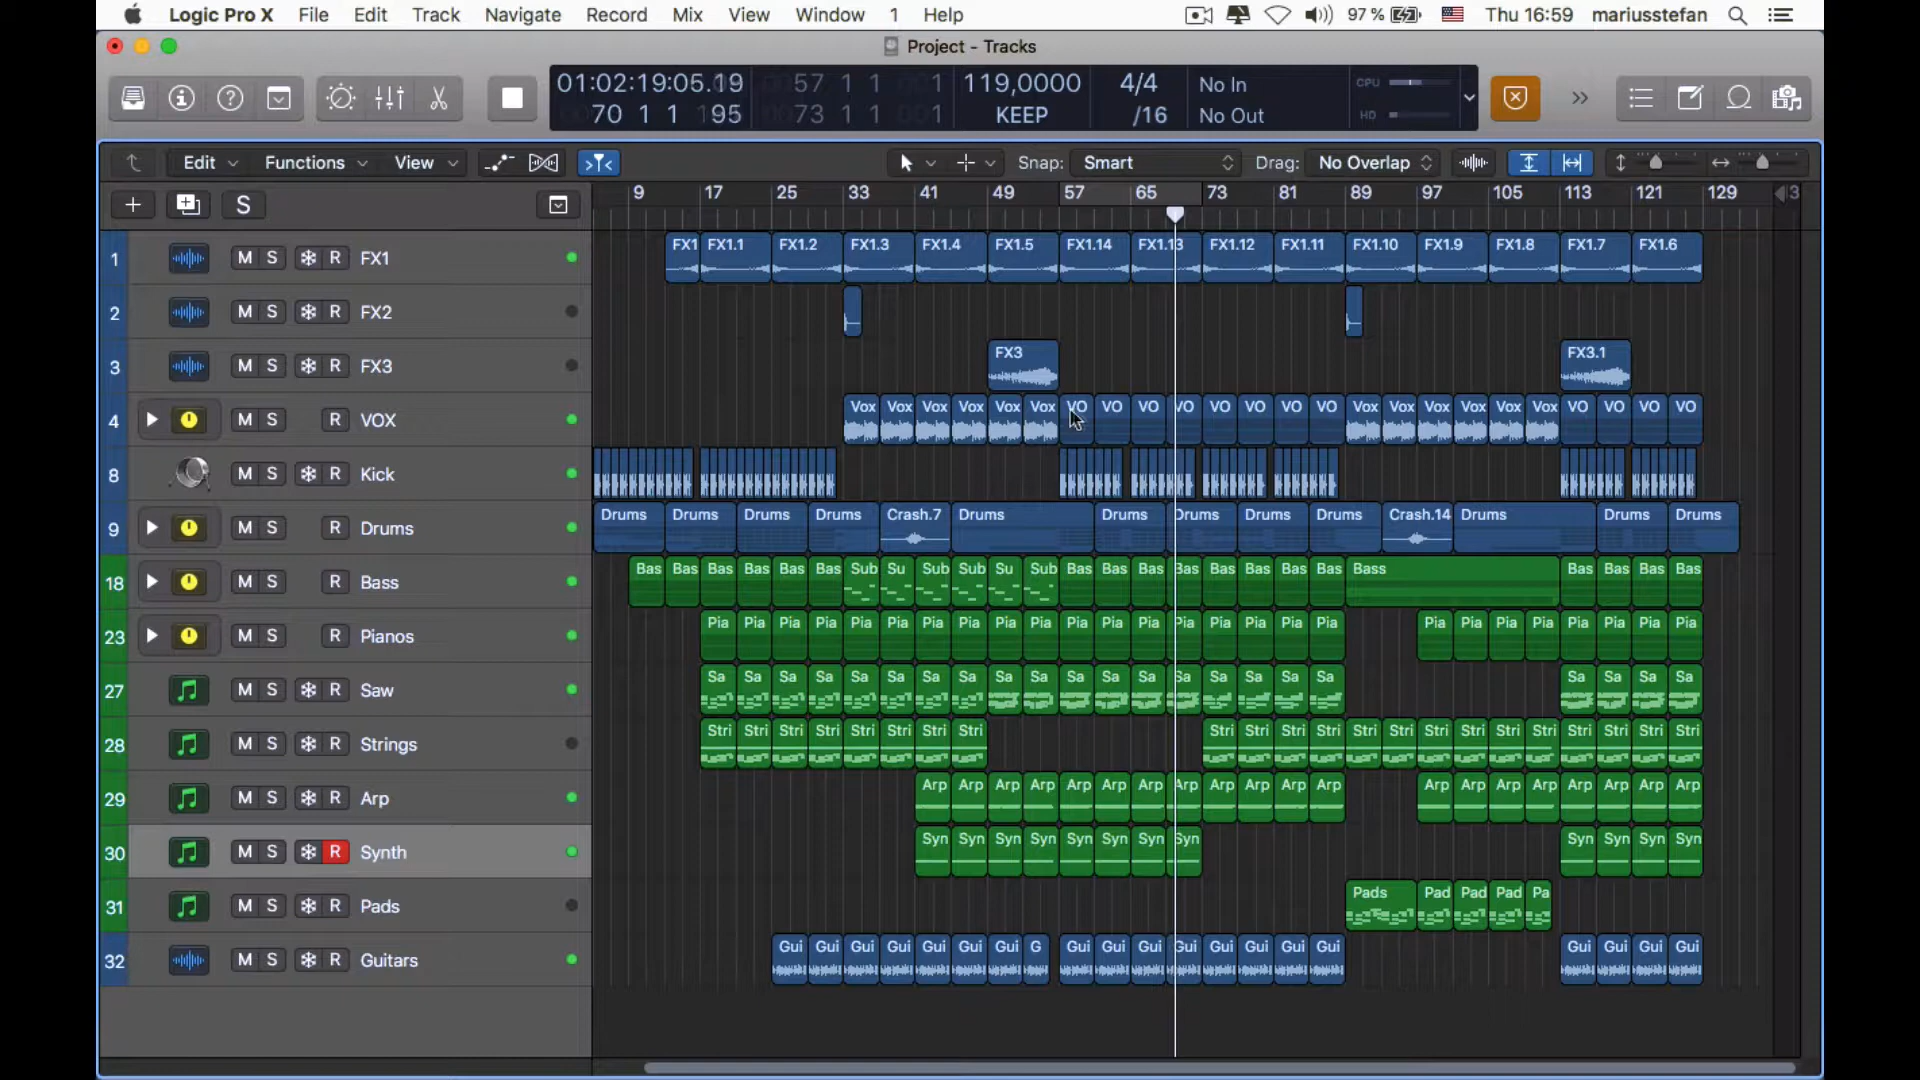 Logic Pro X File Edit Track Navigate Record Mix View Window 1 Help 97 % Thu 16:59 mariusstefan
Project - Tracks
01:02:19:05.19 57 1 1 1 119,0000 4/4 No In CPU
70 1 1 95 73 1 1 1 KEEP /16 No Out HD
Edit Functions View Snap: Smart Drag: No Overlap
S 9 17 25 33 41 49 57 65 73 81 89 97 105 113 121 129 3
1 M S R FX1 FX1 FX1.1 FX1.2 FX1.3 FX1.4 FX1.5 FX1.14 FX1.13 FX1.12 FX1.11 FX1.10 FX1.9 FX1.8 FX1.7 FX1.6
2 M S R FX2
3 M S R FX3 FX3 FX3.1
4 M S R VOX Vox Vox Vox Vox Vox Vox VO VO VO VO VO VO VO VO Vox Vox Vox Vox Vox Vox VO VO VO VO
8 M S R Kick
9 M S R Drums Drums Drums Drums Drums Crash.7 Drums Drums Drums Drums Drums Crash.14 Drums Drums Drums
18 M S R Bass Bas Bas Bas Bas Bas Bas Sub Su Sub Sub Su Sub Bas Bas Bas Bas Bas Bas Bas Bas Bass Bas Bas Bas Bas
23 M S R Pianos Pia Pia Pia Pia Pia Pia Pia Pia Pia Pia Pia Pia Pia Pia Pia Pia Pia Pia Pia Pia Pia Pia Pia Pia Pia Pia
27 M S R Saw Sa Sa Sa Sa Sa Sa Sa Sa Sa Sa Sa Sa Sa Sa Sa Sa Sa Sa Sa Sa Sa Sa
28 M S R Strings Stri Stri Stri Stri Stri Stri Stri Stri Stri Stri Stri Stri Stri Stri Stri Stri Stri Stri Stri Stri Stri Stri
29 M S R Arp Arp Arp Arp Arp Arp Arp Arp Arp Arp Arp Arp Arp Arp Arp Arp Arp Arp Arp Arp Arp
30 M S R Synth Syn Syn Syn Syn Syn Syn Syn Syn Syn Syn Syn Syn
31 M S R Pads Pads Pad Pad Pad Pa
32 M S R Guitars Gui Gui Gui Gui Gui Gui Gui G Gui Gui Gui Gui Gui Gui Gui Gui Gui Gui Gui Gui